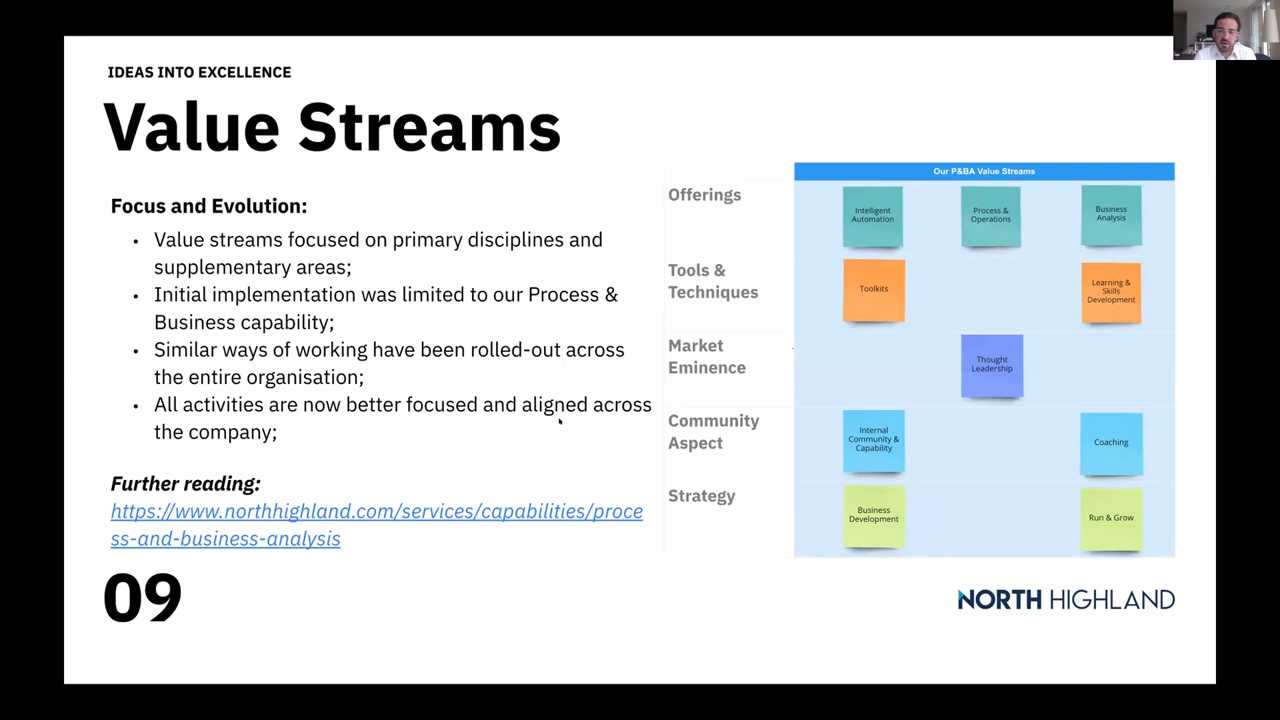 IDEAS INTO EXCELLENCE
Value Streams
Focus and Evolution:
• Value streams focused on primary disciplines and
supplementary areas;
• Initial implementation was limited to our Process &
Business capability;
• Similar ways of working have been rolled-out across
the entire organisation;
• All activities are now better focused and aligned across
the company;
Further reading:
https://www.northhighland.com/services/capabilities/proce
ss-and-business-analysis
09
Our P&BA Value Streams
Offerings
Intelligent
Automation
Process &
Operations
Business
Analysis
Tools &
Techniques
Toolkits
Learning &
Skills
Development
Market
Eminence
Thought
Leadership
Community
Aspect
Internal
Community &
Capability
Coaching
Strategy
Business
Development
Run & Grow
NORTH HIGHLAND